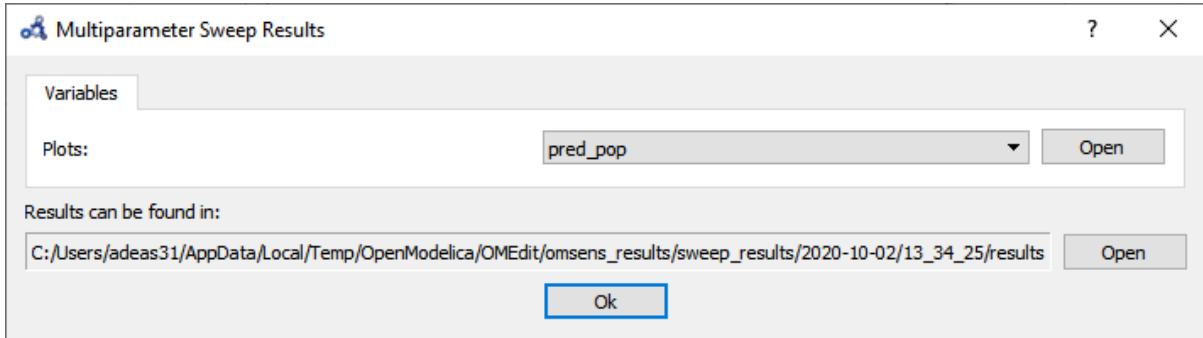 Multiparameter Sweep Results ?
Variables
Plots: pred_pop Open
Results can be found in:
C:/Users/adeas31/AppData/Local/Temp/OpenModelica/OMEdit/omsens_results/sweep_results/2020-10-02/13_34_25/results Open
Ok